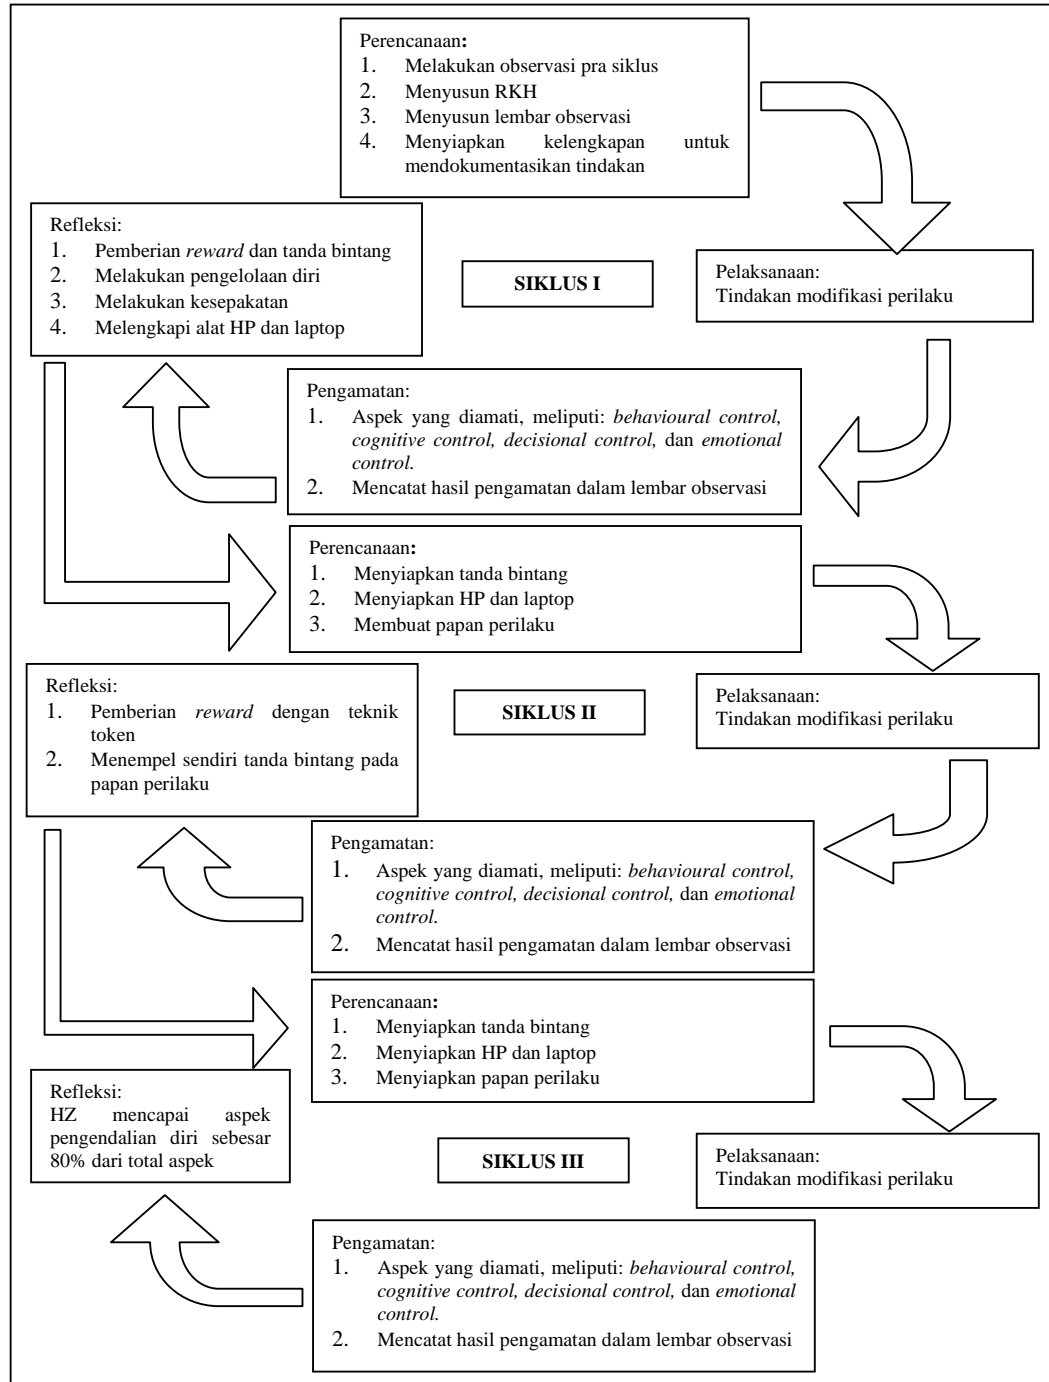 Perencanaan:
1. Melakukan observasi pra siklus
2. Menyusun RKH
3. Menyusun lembar observasi
4. Menyiapkan kelengkapan untuk
mendokumentasikan tindakan
Refleksi:
1. Pemberian reward dan tanda bintang
2. Melakukan pengelolaan diri
3. Melakukan kesepakatan
4. Melengkapi alat HP dan laptop
SIKLUS I
Pelaksanaan:
Tindakan modifikasi perilaku
Pengamatan:
1. Aspek yang diamati, meliputi: behavioural control,
cognitive control, decisional control, dan emotional
control.
2. Mencatat hasil pengamatan dalam lembar observasi
Perencanaan:
1. Menyiapkan tanda bintang
2. Menyiapkan HP dan laptop
3. Membuat papan perilaku
Refleksi:
1. Pemberian reward dengan teknik
token
2. Menempel sendiri tanda bintang pada
papan perilaku
SIKLUS II
Pelaksanaan:
Tindakan modifikasi perilaku
Pengamatan:
1. Aspek yang diamati, meliputi: behavioural control,
cognitive control, decisional control, dan emotional
control.
2. Mencatat hasil pengamatan dalam lembar observasi
Perencanaan:
1. Menyiapkan tanda bintang
2. Menyiapkan HP dan laptop
3. Menyiapkan papan perilaku
Refleksi:
HZ mencapai aspek
pengendalian diri sebesar
80% dari total aspek
SIKLUS III
Pelaksanaan:
Tindakan modifikasi perilaku
Pengamatan:
1. Aspek yang diamati, meliputi: behavioural control,
cognitive control, decisional control, dan emotional
control.
2. Mencatat hasil pengamatan dalam lembar observasi